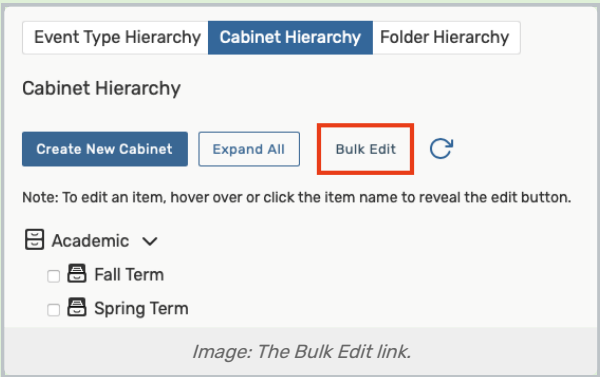 Event Type Hierarchy Cabinet Hierarchy Folder Hierarchy
Cabinet Hierarchy
Create New Cabinet Expand All Bulk Edit
Note: To edit an item, hover over or click the item name to reveal the edit button.
Academic
Fall Term
Spring Term
Image: The Bulk Edit link.